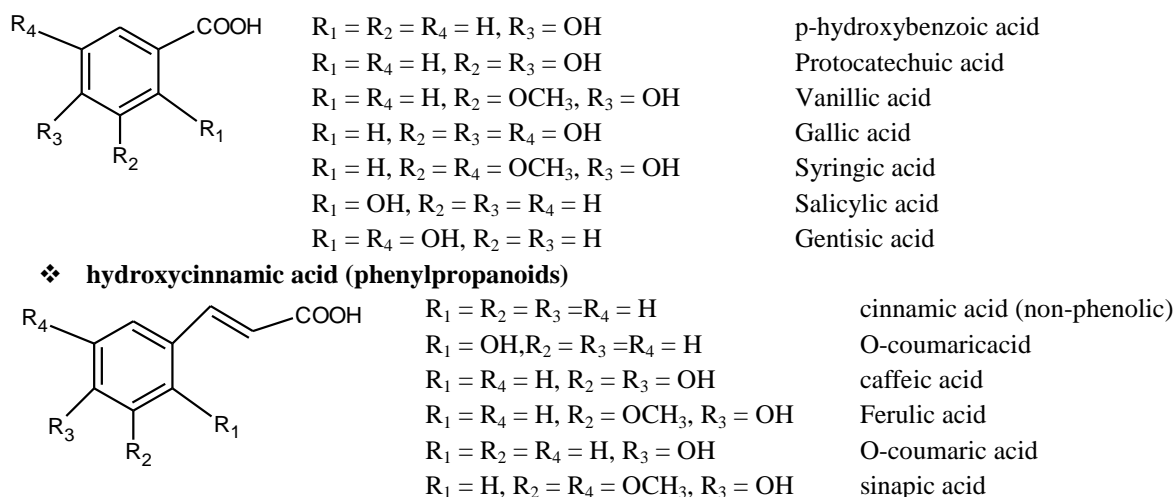 R₄ COOH R₃ R₂ R₁
R₁ = R₂ = R₄ = H, R₃ = OH p-hydroxybenzoic acid
R₁ = R₄ = H, R₂ = R₃ = OH Protocatechuic acid
R₁ = R₄ = H, R₂ = OCH₃, R₃ = OH Vanillic acid
R₁ = H, R₂ = R₃ = R₄ = OH Gallic acid
R₁ = H, R₂ = R₄ = OCH₃, R₃ = OH Syringic acid
R₁ = OH, R₂ = R₃ = R₄ = H Salicylic acid
R₁ = R₄ = OH, R₂ = R₃ = H Gentisic acid
❖ hydroxycinnamic acid (phenylpropanoids)
R₄ COOH R₃ R₂ R₁
R₁ = R₂ = R₃ =R₄ = H cinnamic acid (non-phenolic)
R₁ = OH,R₂ = R₃ =R₄ = H O-coumaricacid
R₁ = R₄ = H, R₂ = R₃ = OH caffeic acid
R₁ = R₄ = H, R₂ = OCH₃, R₃ = OH Ferulic acid
R₁ = R₂ = R₄ = H, R₃ = OH O-coumaric acid
R₁ = H, R₂ = R₄ = OCH₃, R₃ = OH sinapic acid